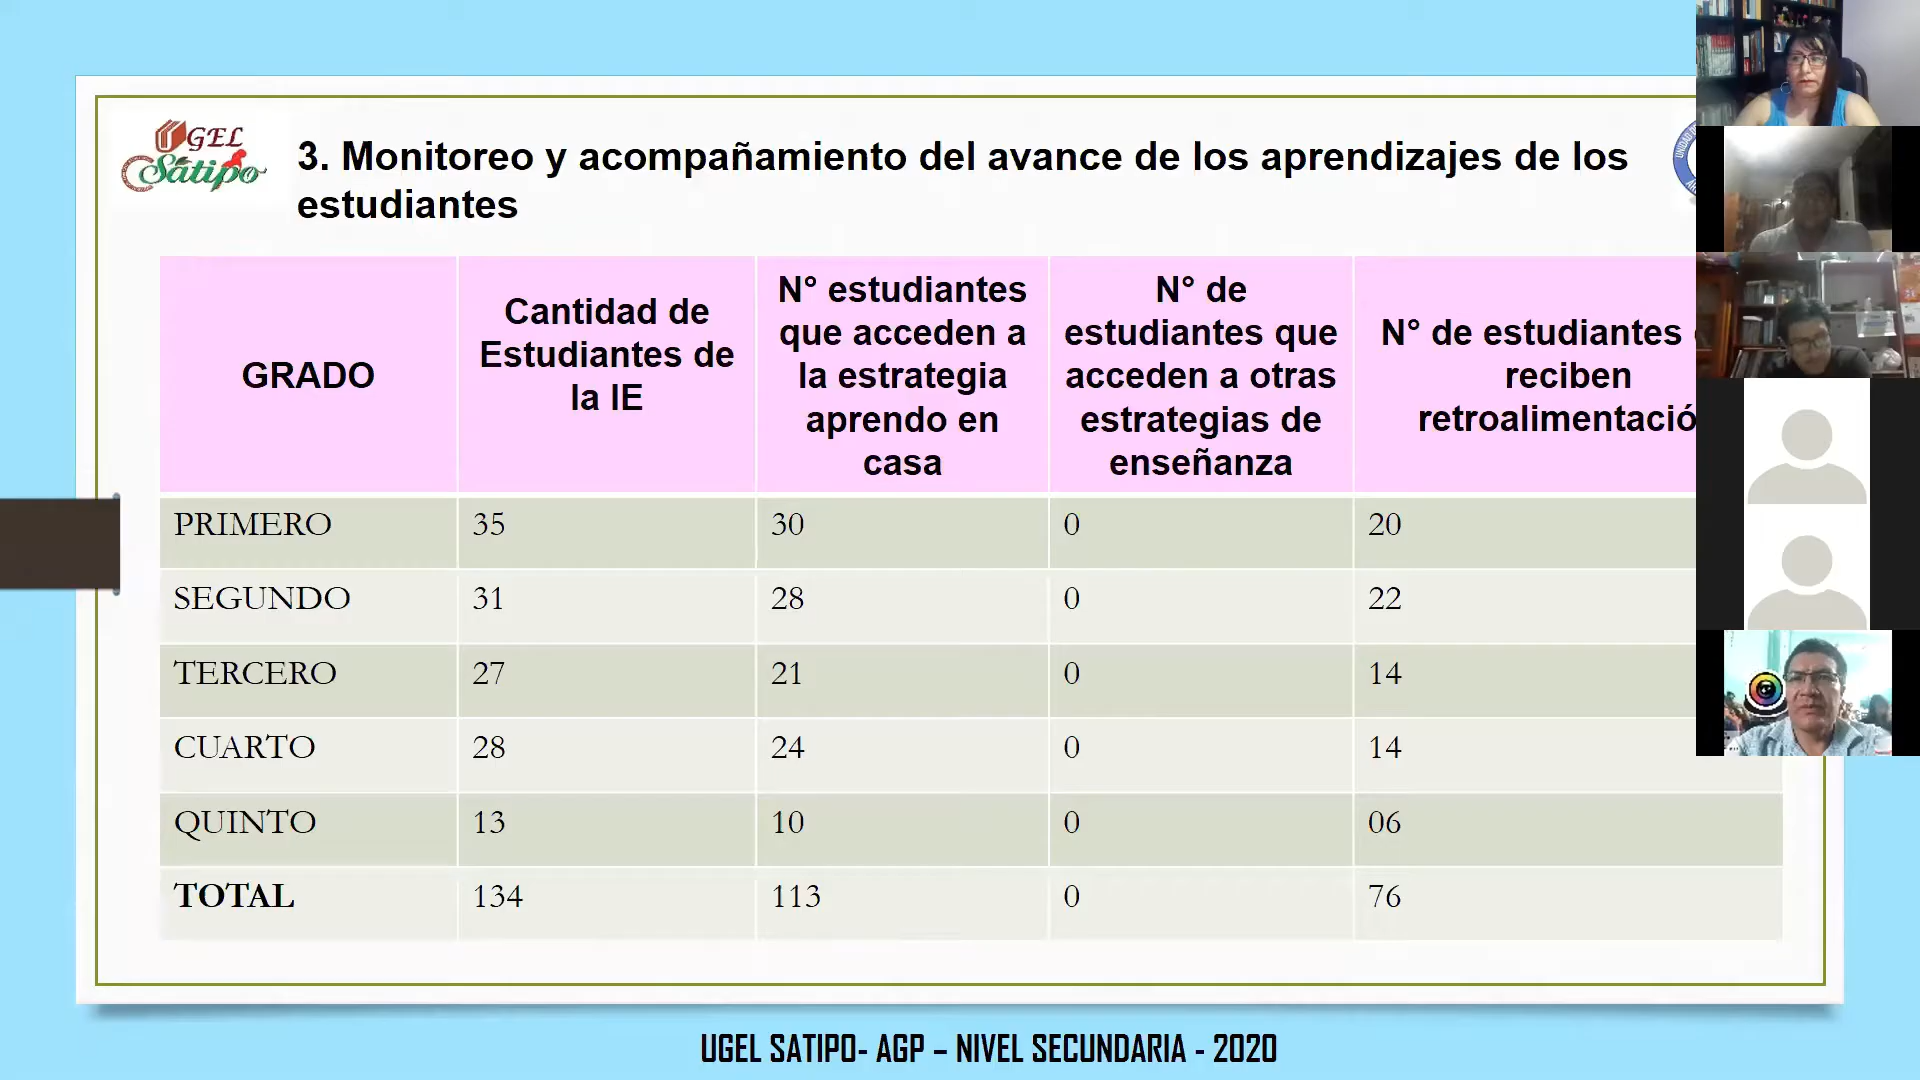 UGEL
Satipo
3. Monitoreo y acompañamiento del avance de los aprendizajes de los
estudiantes
GRADO
Cantidad de
Estudiantes de
la IE
N° estudiantes
que acceden a
la estrategia
aprendo en
casa
N° de
estudiantes que
acceden a otras
estrategias de
enseñanza
N° de estudiantes
reciben
retroalimentació
PRIMERO 35 30 0 20
SEGUNDO 31 28 0 22
TERCERO 27 21 0 14
CUARTO 28 24 0 14
QUINTO 13 10 0 06
TOTAL 134 113 0 76
UGEL SATIPO- AGP – NIVEL SECUNDARIA - 2020